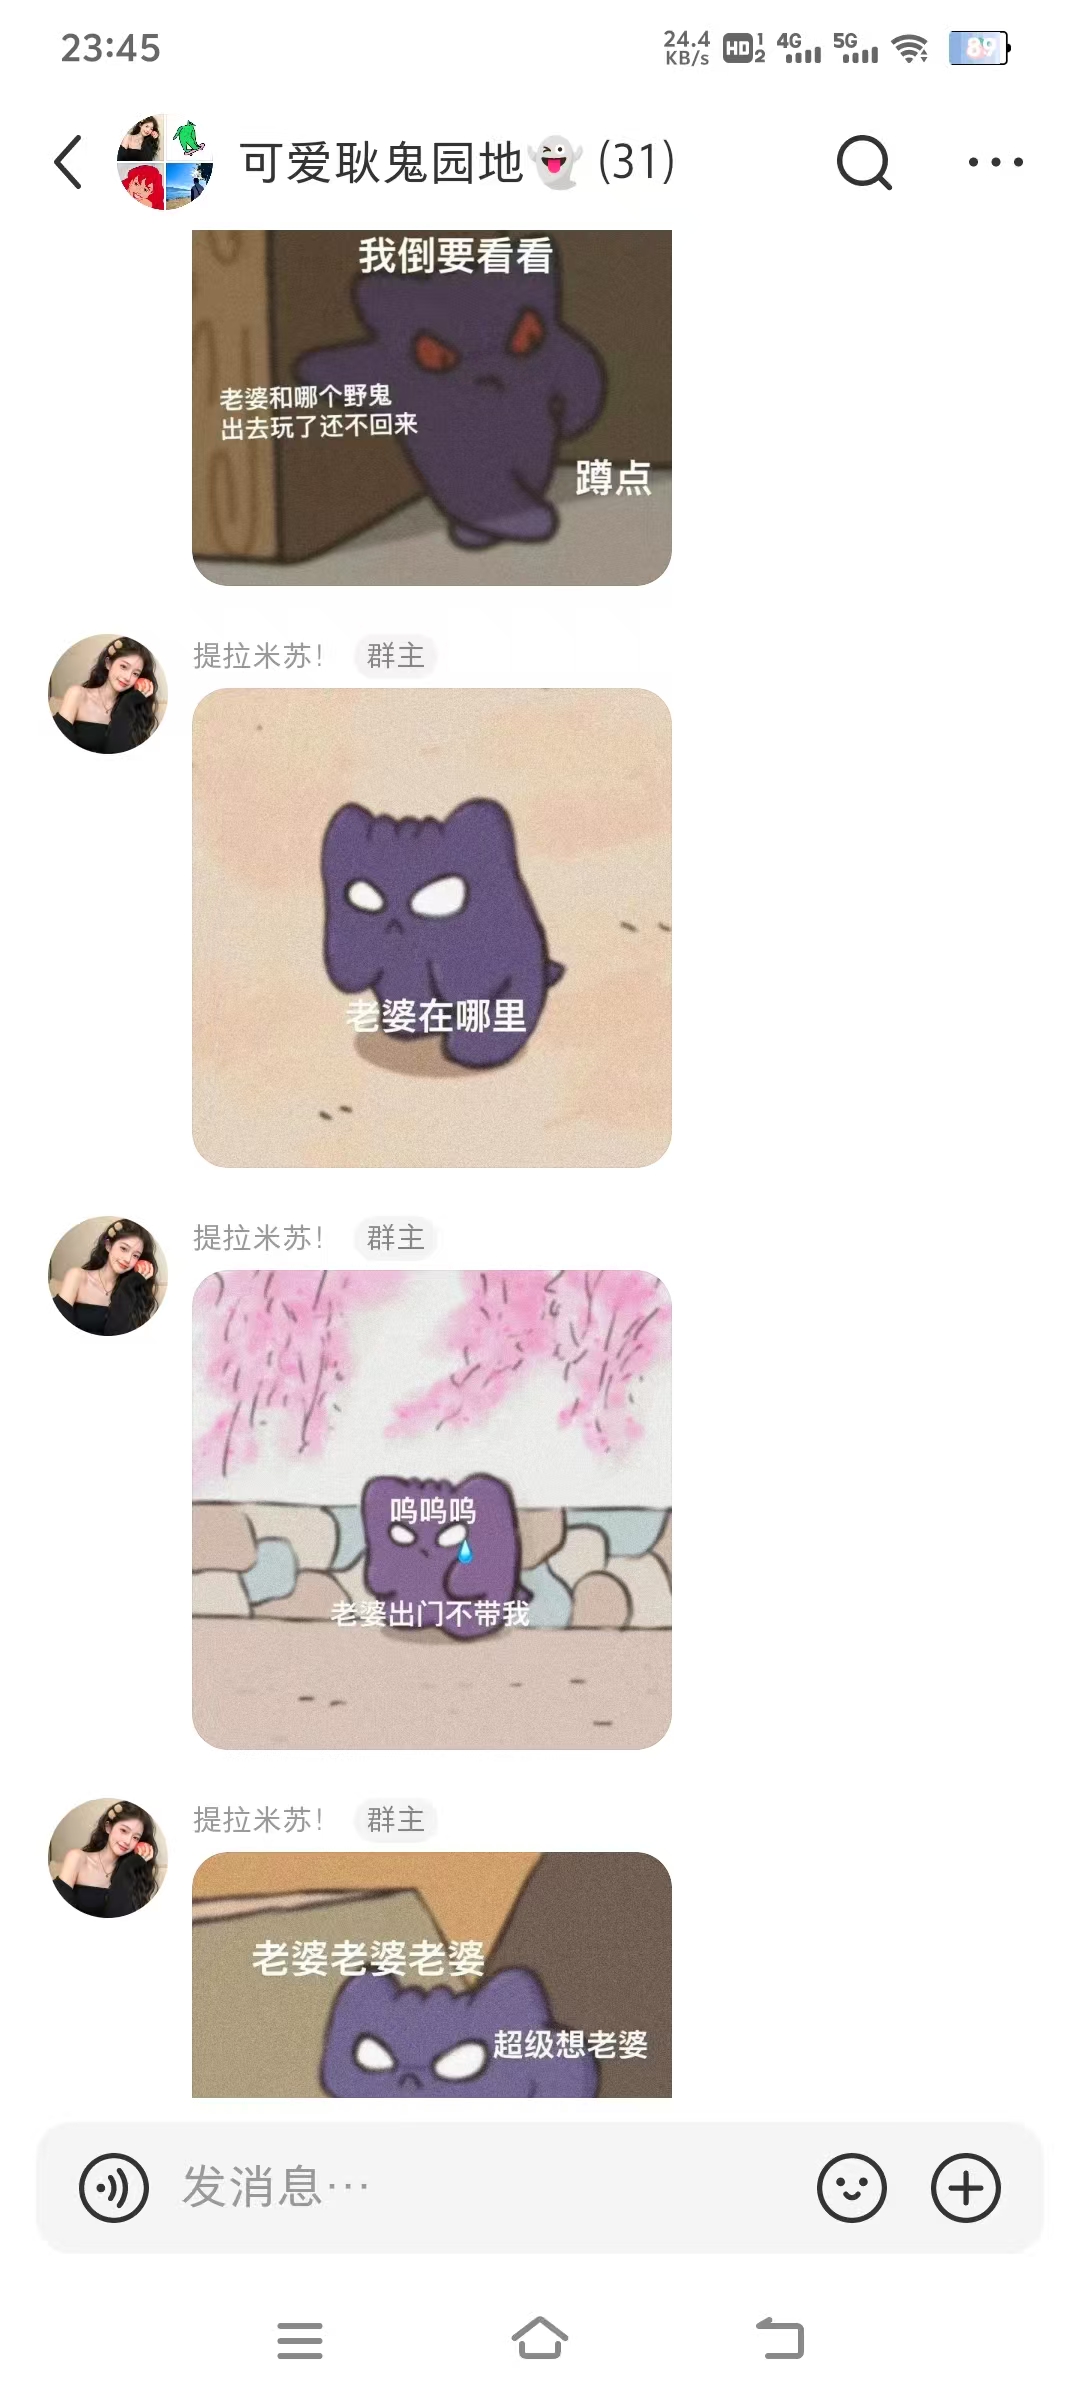 23:45
24.4
KB/s
HD 1 2
4G
5G
89
可爱耿鬼园地👻 (31)
我倒要看看
老婆和哪个野鬼
出去玩了还不回来
蹲点
提拉米苏! 群主
老婆在哪里
提拉米苏! 群主
呜呜呜
老婆出门不带我
提拉米苏! 群主
老婆老婆老婆
超级想老婆
发消息…